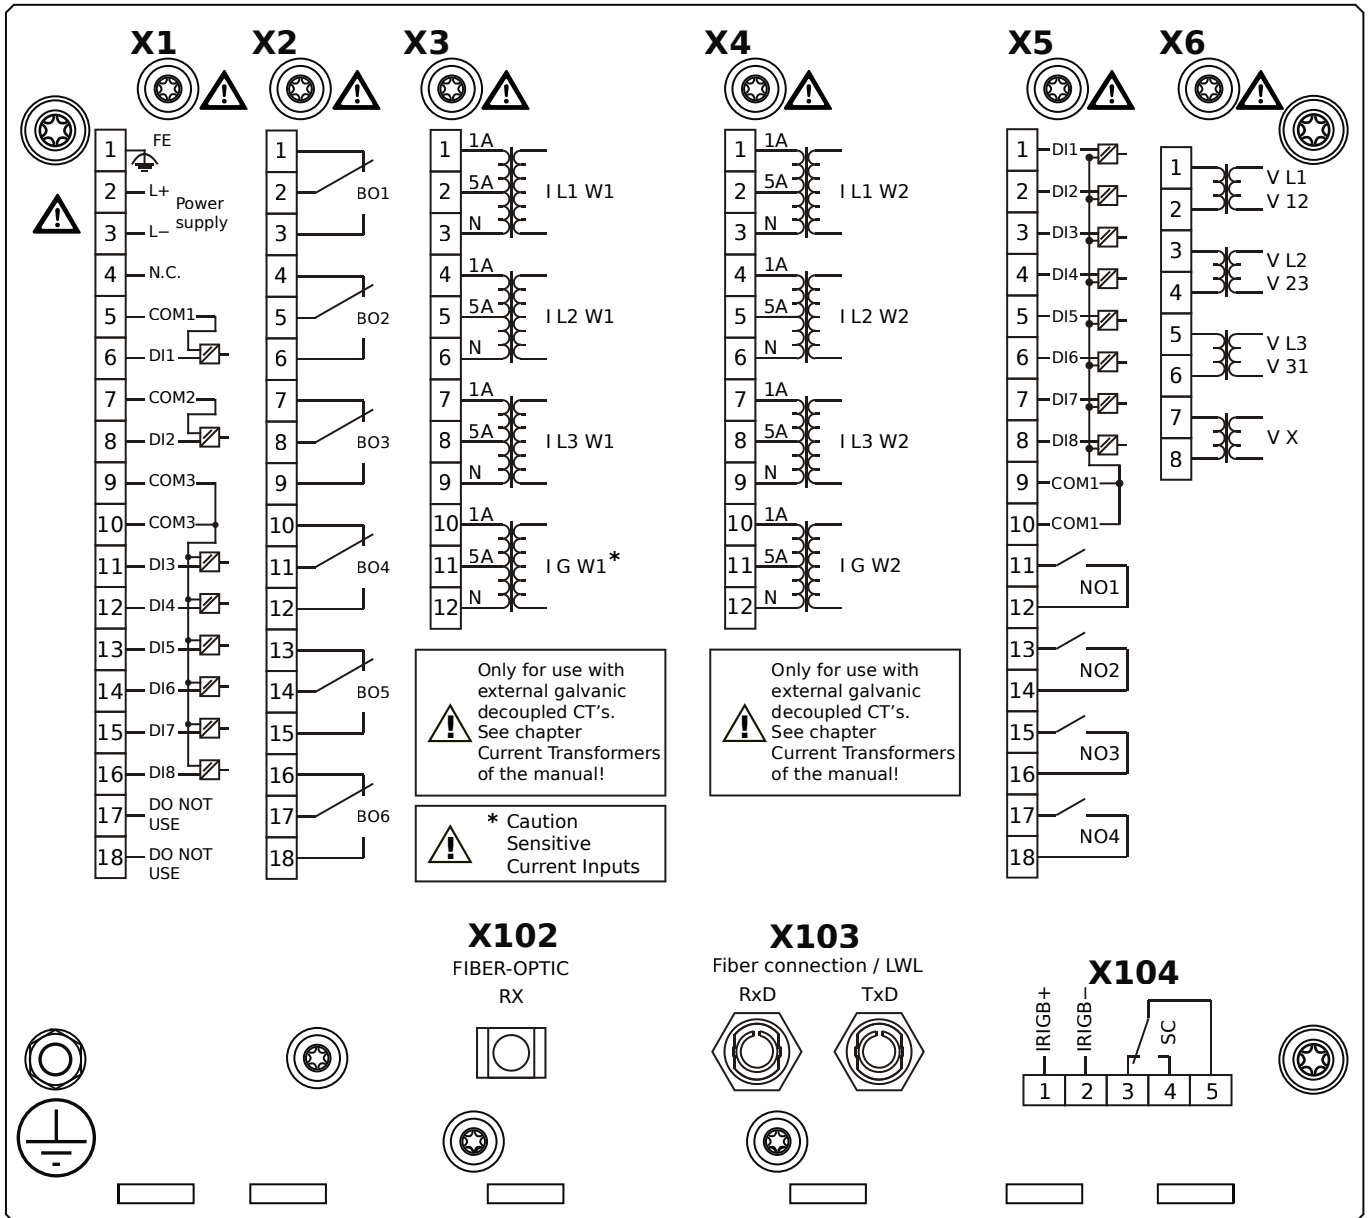 X1 X2 X3 X4 X5 X6
1 FE
2 L+ Power
supply
3 L−
4 N.C.
5 COM1
6 DI1
7 COM2
8 DI2
9 COM3
10 COM3
11 DI3
12 DI4
13 DI5
14 DI6
15 DI7
16 DI8
17 DO NOT
USE
18 DO NOT
USE
1
2 BO1
3
4
5 BO2
6
7
8 BO3
9
10
11 BO4
12
13
14 BO5
15
16
17 BO6
18
1 1A
2 5A I L1 W1
3 N
4 1A
5 5A I L2 W1
6 N
7 1A
8 5A I L3 W1
9 N
10 1A
11 5A I G W1*
12 N
Only for use with
external galvanic
decoupled CT's.
See chapter
Current Transformers
of the manual!
* Caution
Sensitive
Current Inputs
1 1A
2 5A I L1 W2
3 N
4 1A
5 5A I L2 W2
6 N
7 1A
8 5A I L3 W2
9 N
10 1A
11 5A I G W2
12 N
Only for use with
external galvanic
decoupled CT's.
See chapter
Current Transformers
of the manual!
1 DI1
2 DI2
3 DI3
4 DI4
5 DI5
6 DI6
7 DI7
8 DI8
9 COM1
10 COM1
11
NO1
12
13
NO2
14
15
NO3
16
17
NO4
18
1 V L1
2 V 12
3 V L2
4 V 23
5 V L3
6 V 31
7
V X
8
X102
FIBER-OPTIC
RX
X103
Fiber connection / LWL
RxD TxD
X104
IRIGB+
IRIGB−
SC
1 2 3 4 5